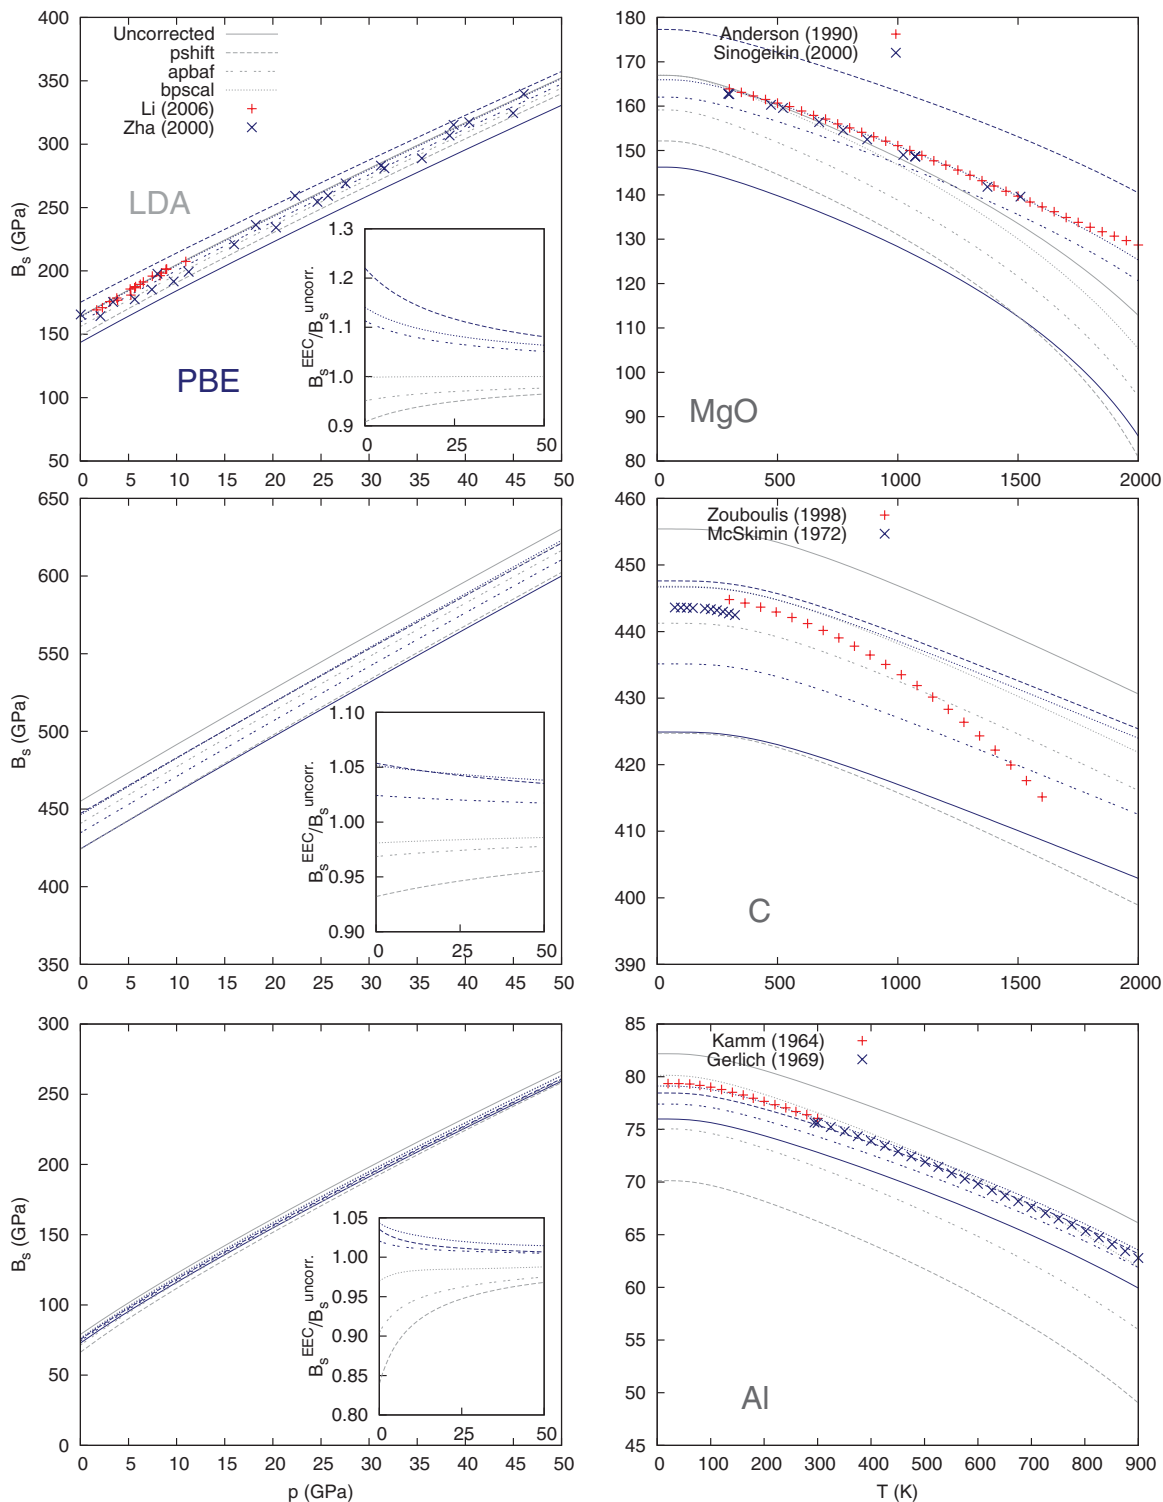 400
350
300
250
200
150
100
50
B_s (GPa)
Uncorrected
pshift
apbaf
bpscal
Li (2006)
Zha (2000)
LDA
PBE
1.3
1.2
1.1
1.0
0.9
B_s^EEC/B_s^uncorr.
0 25 50
0 5 10 15 20 25 30 35 40 45 50
180
170
160
150
140
130
120
110
100
90
80
Anderson (1990)
Sinogeikin (2000)
MgO
0 500 1000 1500 2000
650
600
550
500
450
400
350
B_s (GPa)
1.10
1.05
1.00
0.95
0.90
B_s^EEC/B_s^uncorr.
0 25 50
0 5 10 15 20 25 30 35 40 45 50
460
450
440
430
420
410
400
390
Zouboulis (1998)
McSkimin (1972)
C
0 500 1000 1500 2000
300
250
200
150
100
50
0
B_s (GPa)
1.05
1.00
0.95
0.90
0.85
0.80
B_s^EEC/B_s^uncorr.
0 25 50
0 5 10 15 20 25 30 35 40 45 50
p (GPa)
85
80
75
70
65
60
55
50
45
Kamm (1964)
Gerlich (1969)
Al
0 100 200 300 400 500 600 700 800 900
T (K)